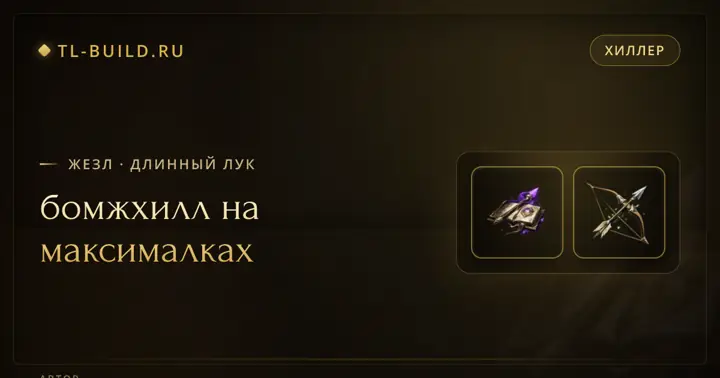 TL-BUILD.RU
ХИЛЛЕР
ЖЕЗЛ · ДЛИННЫЙ ЛУК
бомжхилл на
максималках